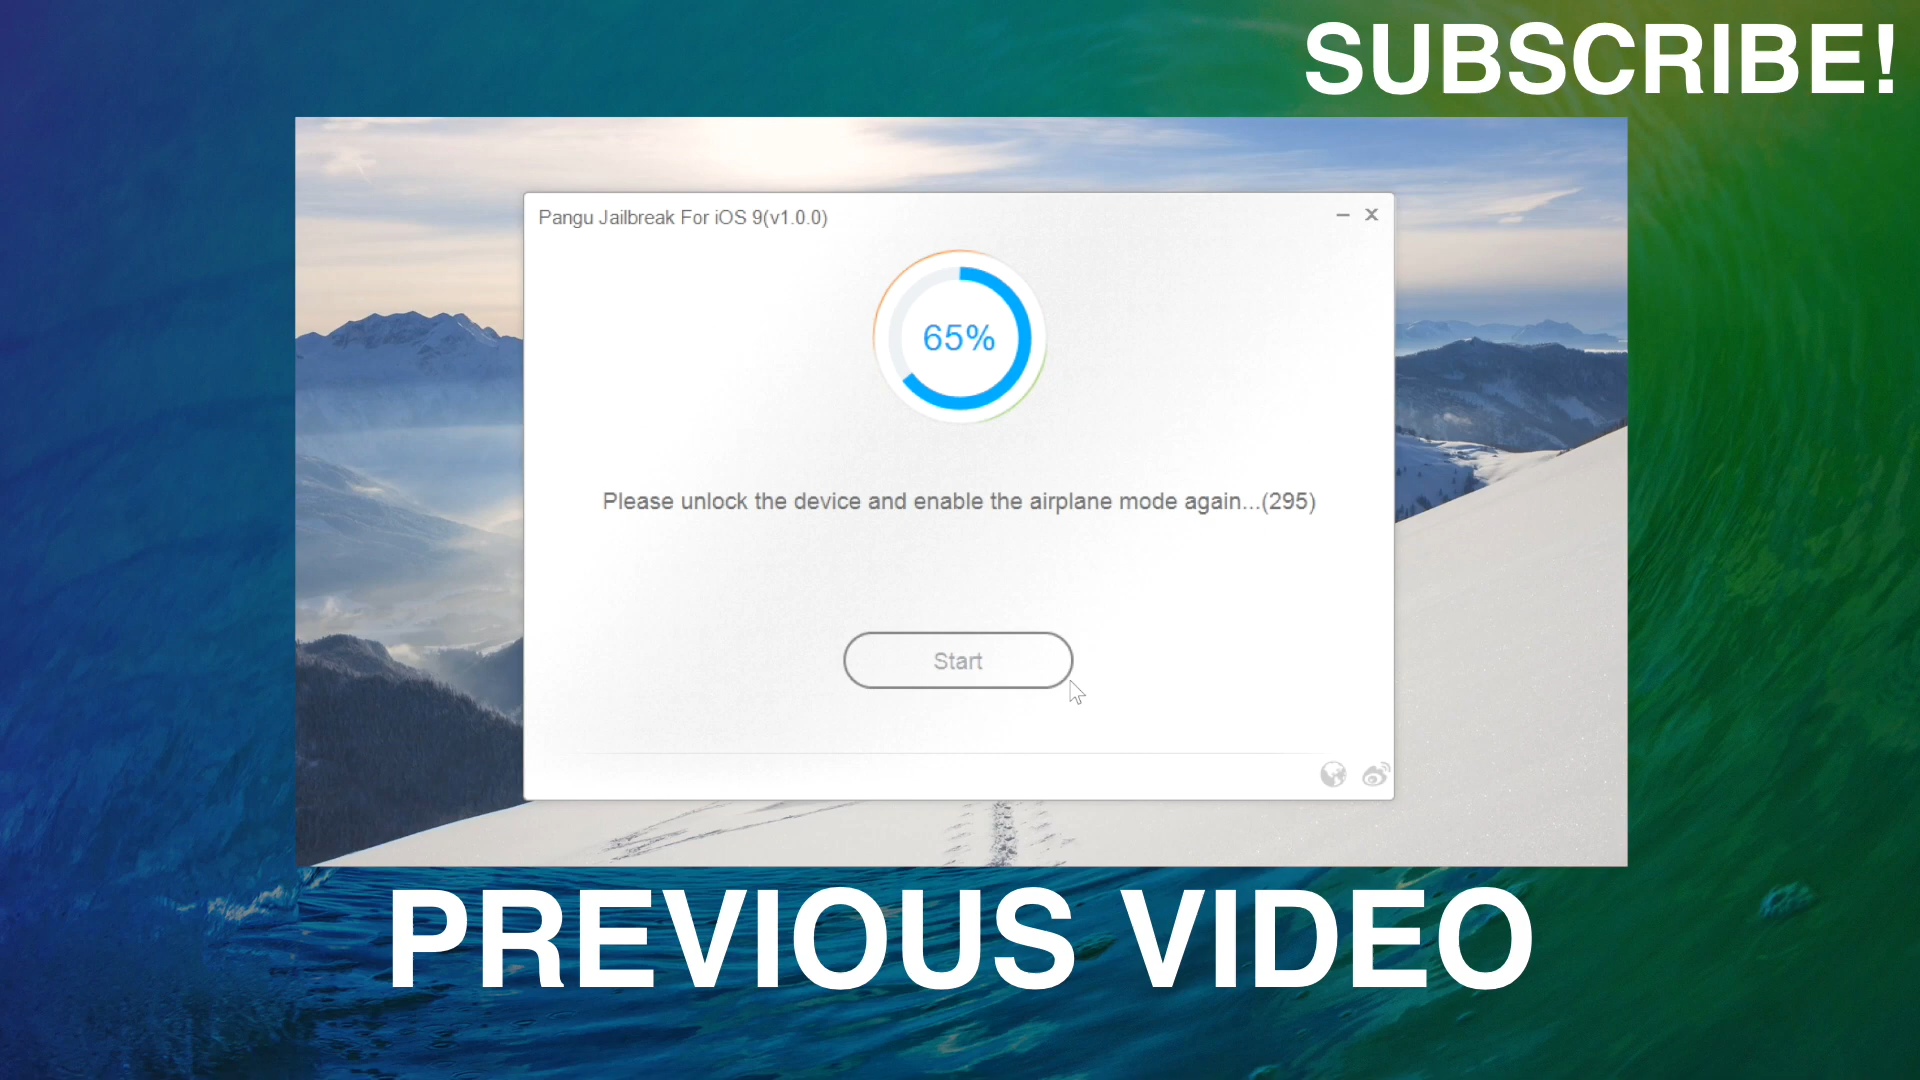 SUBSCRIBE!
Pangu Jailbreak For iOS 9(v1.0.0)
65%
Please unlock the device and enable the airplane mode again...(295)
Start
PREVIOUS VIDEO